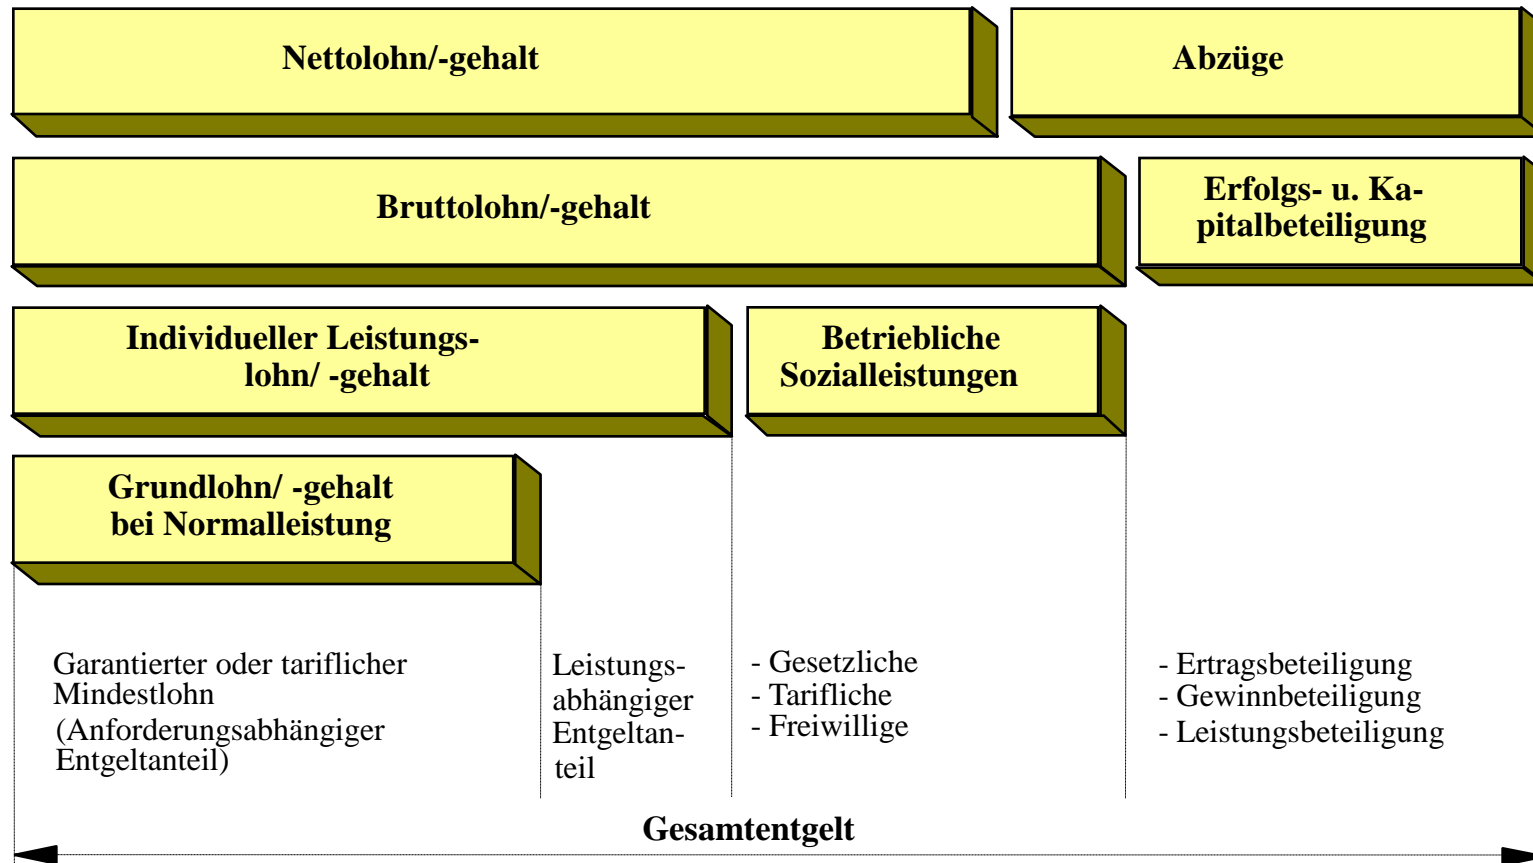 Nettolohn/-gehalt
Abzüge
Bruttolohn/-gehalt
Erfolgs- u. Ka-
pitalbeteiligung
Individueller Leistungs-
lohn/ -gehalt
Betriebliche
Sozialleistungen
Grundlohn/ -gehalt
bei Normalleistung
Garantierter oder tariflicher
Mindestlohn
(Anforderungsabhängiger
Entgeltanteil)
Leistungs-
abhängiger
Entgeltan-
teil
- Gesetzliche
- Tarifliche
- Freiwillige
- Ertragsbeteiligung
- Gewinnbeteiligung
- Leistungsbeteiligung
Gesamtentgelt